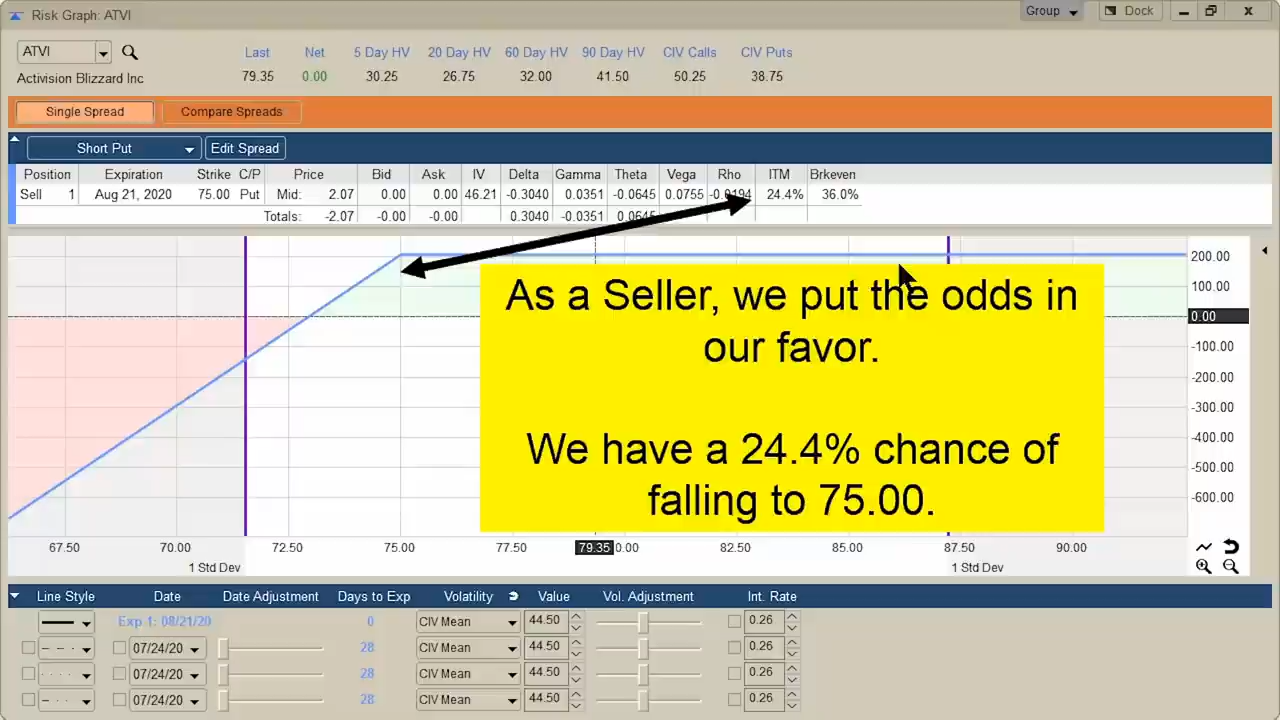 Risk Graph: ATVI Group Dock
ATVI Last Net 5 Day HV 20 Day HV 60 Day HV 90 Day HV CIV Calls CIV Puts
Activision Blizzard Inc 79.35 0.00 30.25 26.75 32.00 41.50 50.25 38.75
Single Spread Compare Spreads
Short Put Edit Spread
Position Expiration Strike C/P Price Bid Ask IV Delta Gamma Theta Vega Rho ITM Brkeven
Sell 1 Aug 21, 2020 75.00 Put Mid: 2.07 0.00 0.00 46.21 -0.3040 0.0351 -0.0645 0.0755 -0.0194 24.4% 36.0%
Totals: -2.07 -0.00 -0.00 0.3040 -0.0351 0.0645
200.00
As a Seller, we put the odds in
100.00
0.00
our favor.
-100.00
-200.00
-300.00
-400.00
We have a 24.4% chance of
-500.00
falling to 75.00.
-600.00
67.50 70.00 72.50 75.00 77.50 79.35 0.00 82.50 85.00 87.50 90.00
1 Std Dev 1 Std Dev
Line Style Date Date Adjustment Days to Exp Volatility Value Vol. Adjustment Int. Rate
Exp 1: 08/21/20 0 CIV Mean 44.50 0.26
07/24/20 28 CIV Mean 44.50 0.26
07/24/20 28 CIV Mean 44.50 0.26
07/24/20 28 CIV Mean 44.50 0.26